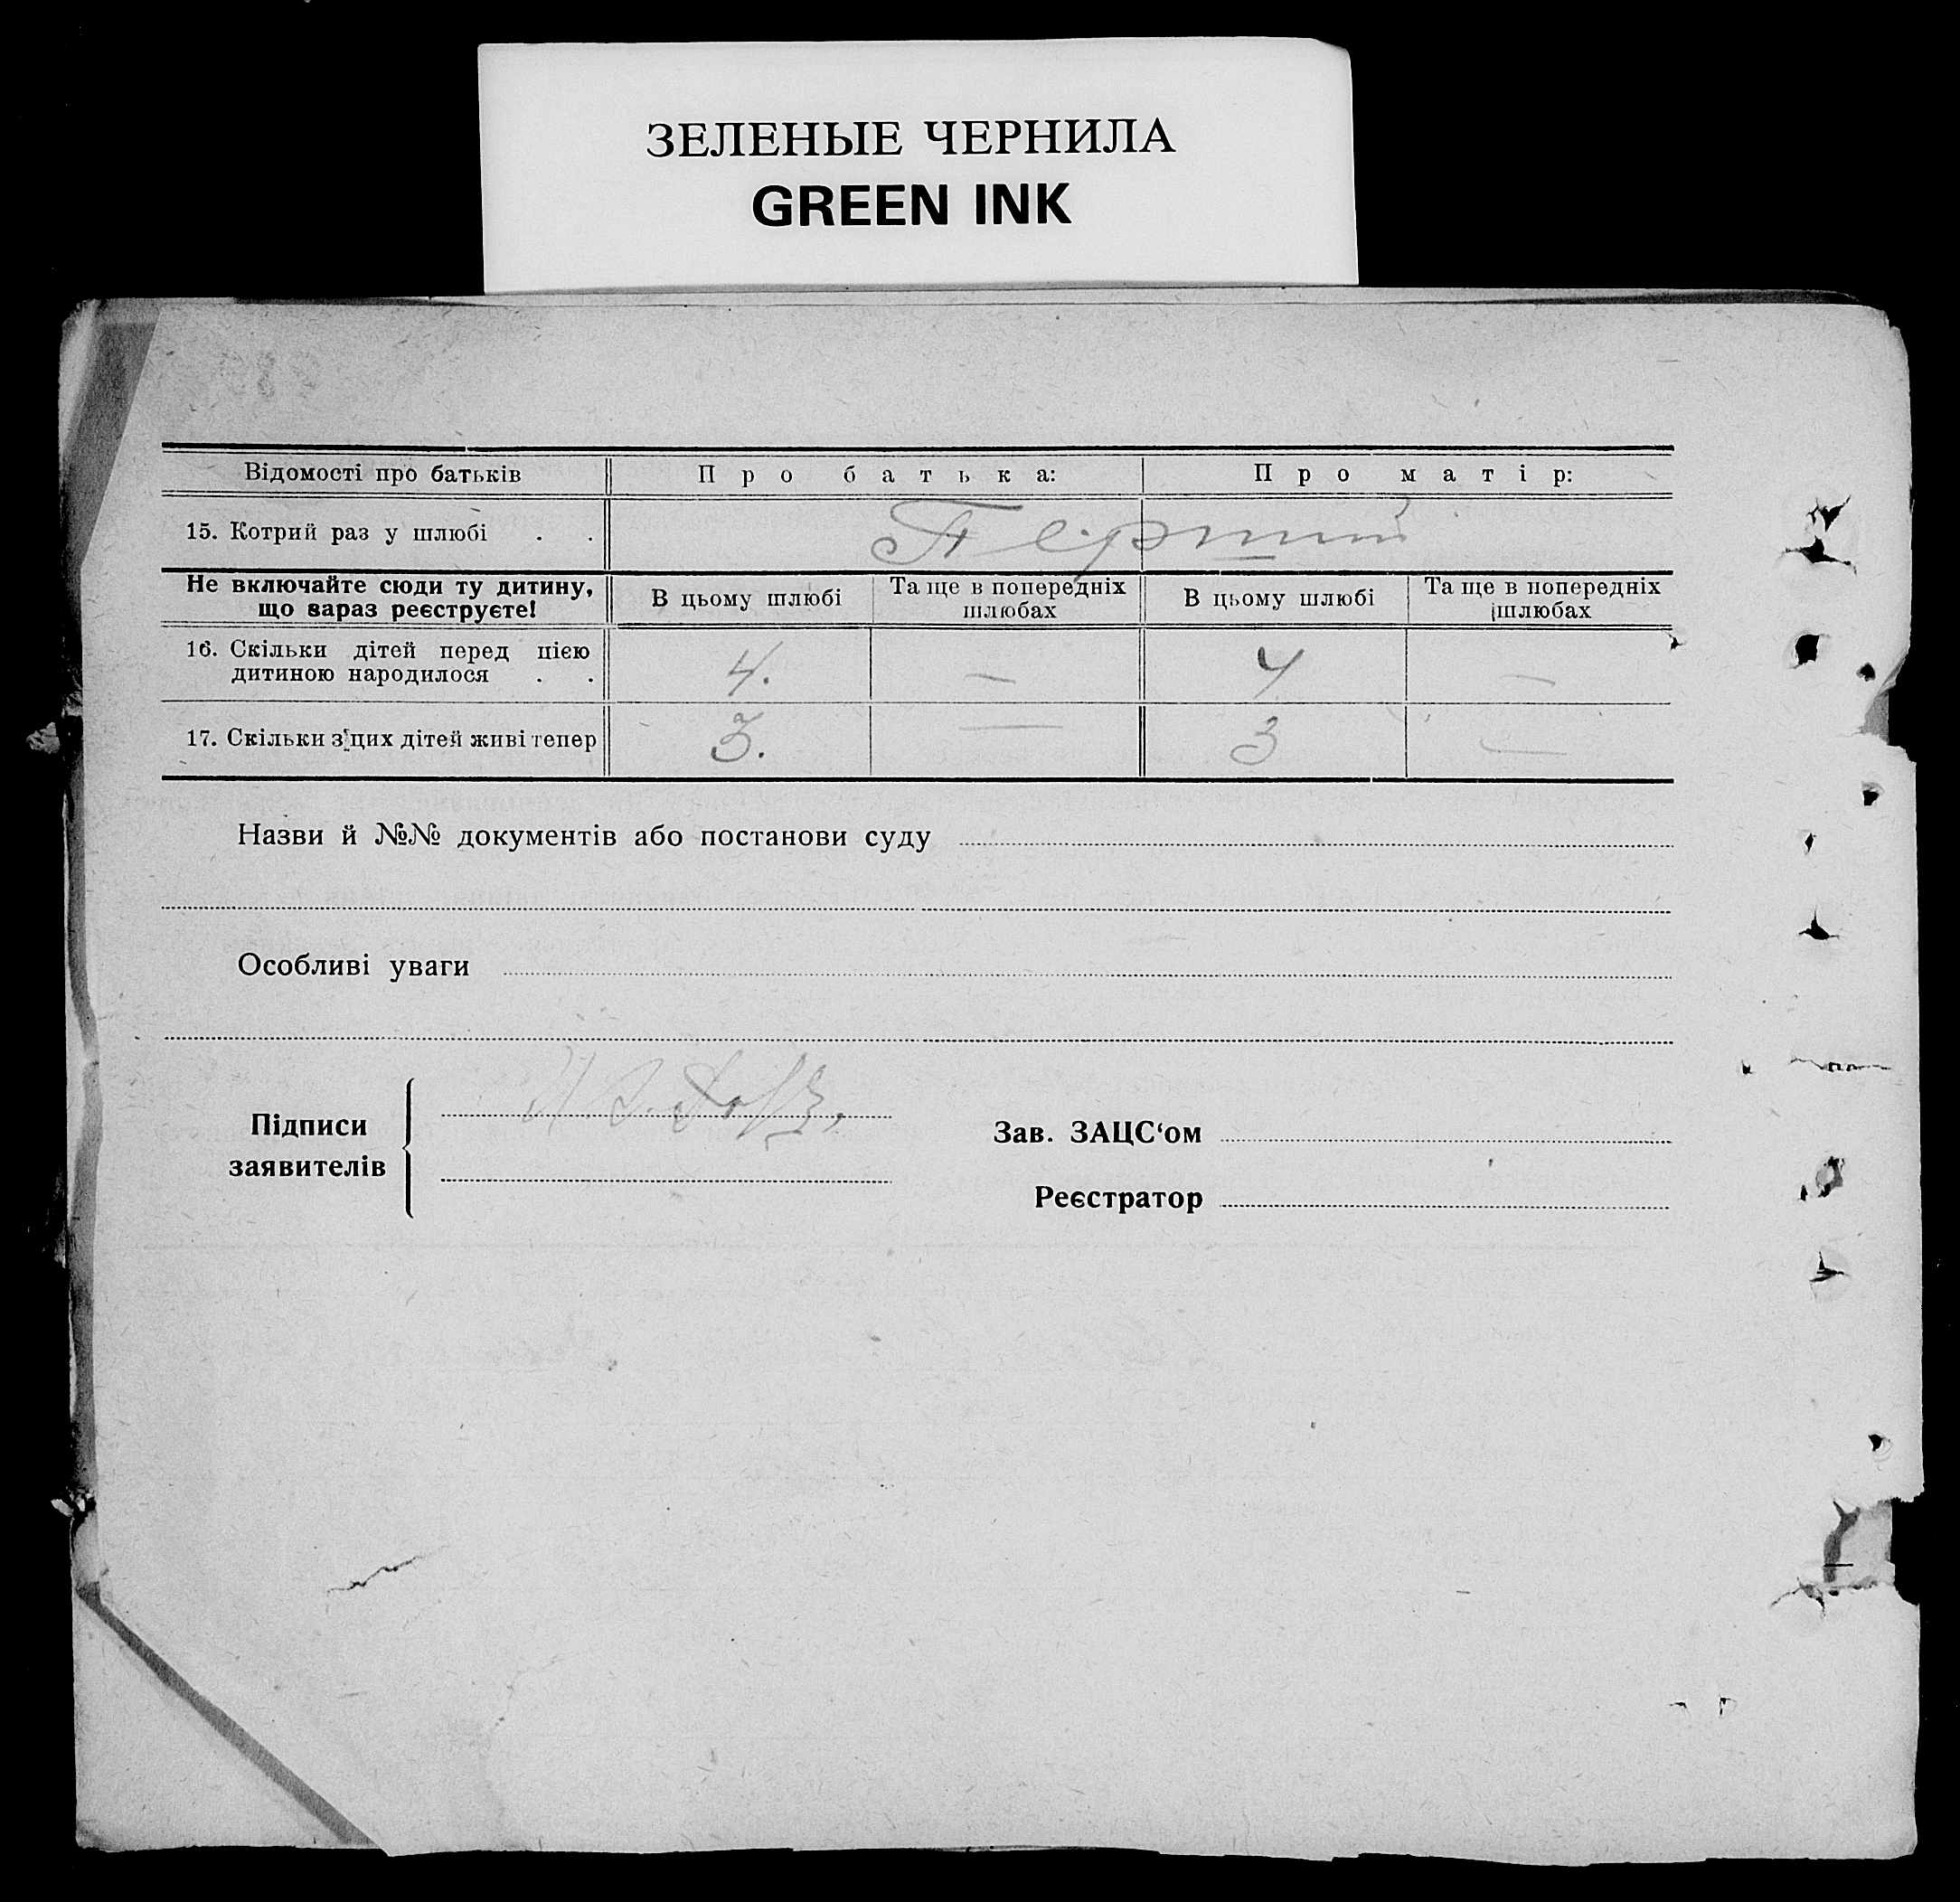 ЗЕЛЕНЫЕ ЧЕРНИЛА
GREEN INK
Відомості про батьків Про батька: Про матір:
15. Котрий раз у шлюбі . . Перший
Не включайте сюди ту дитину, що вараз реєструєте! В цьому шлюбі Та ще в попередніх шлюбах В цьому шлюбі Та ще в попередніх шлюбах
16. Скільки дітей перед цією
дитиною народилося . . 4. — 4 —
17. Скільки з цих дітей живі тепер 3. — 3 —
Назви й №№ документів або постанови суду
Особливі уваги
Підписи
заявителів
Зав. ЗАЦС‘ом
Реєстратор